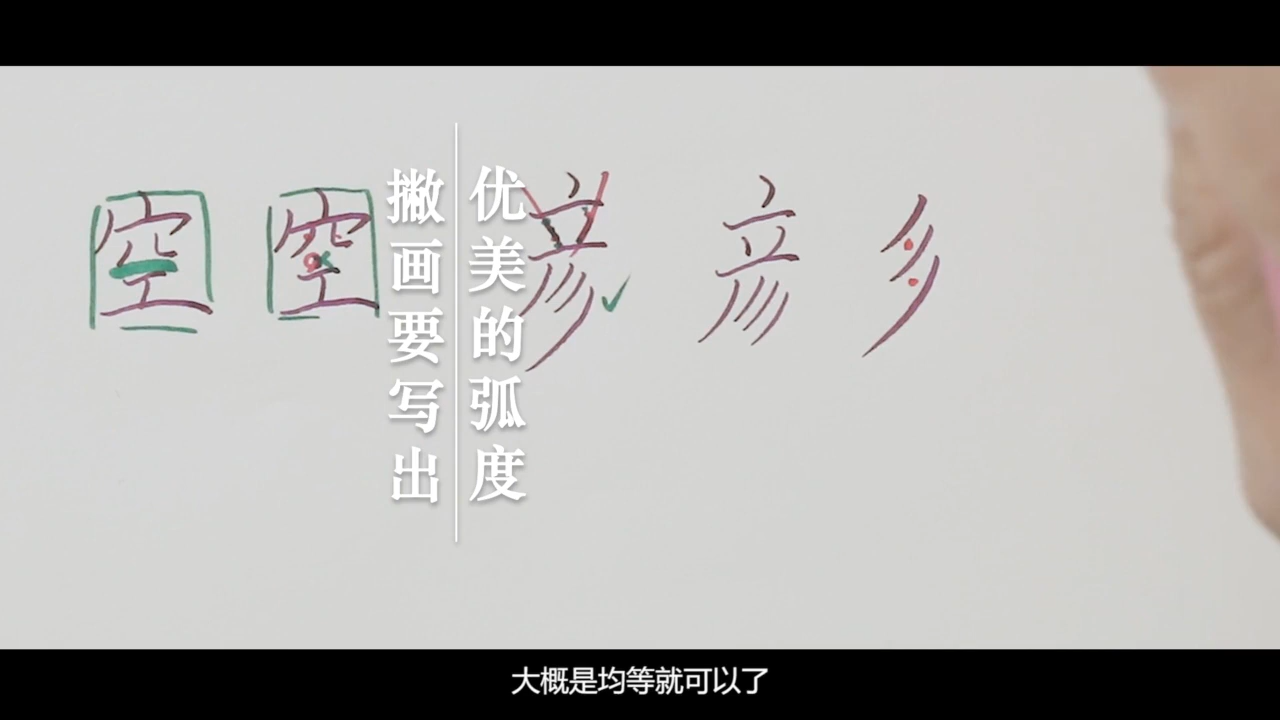 空 空 彦 彦 多
撇画要写出
优美的弧度
大概是均等就可以了